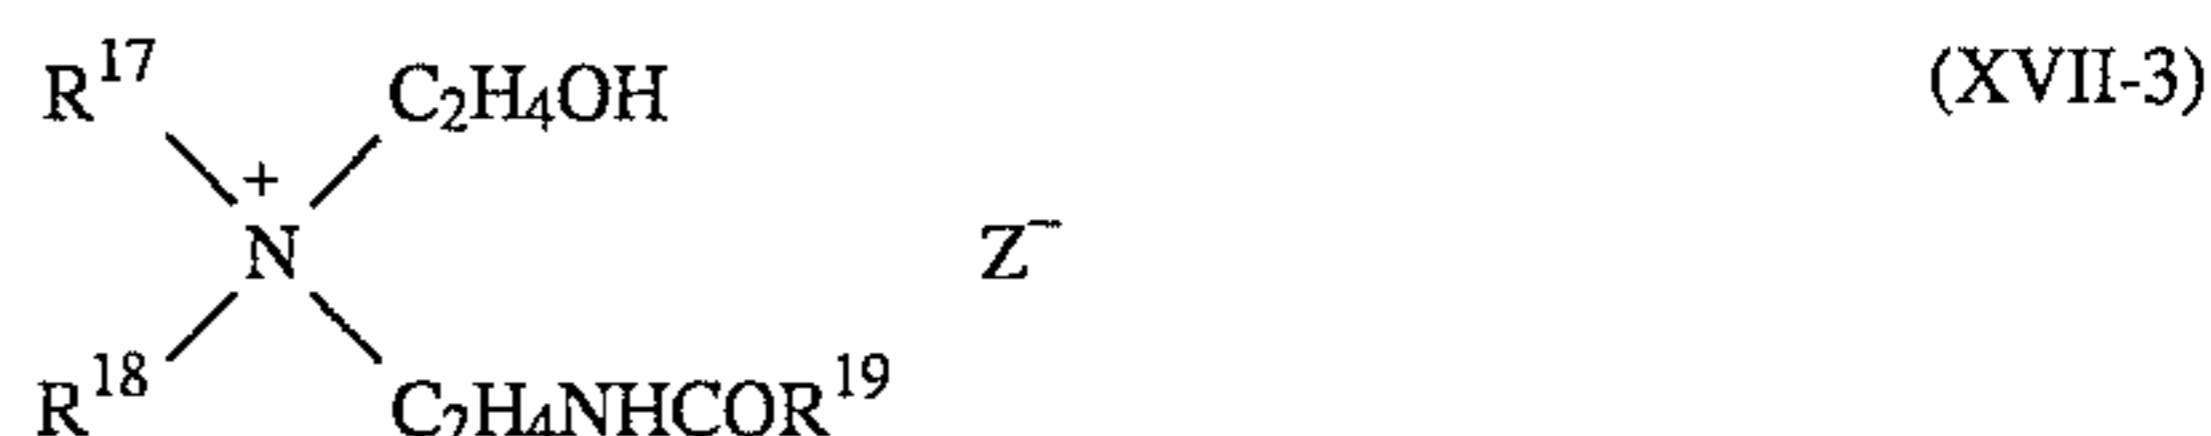 R¹⁷ C₂H₄OH (XVII-3)
+
N Z⁻
R¹⁸ C₂H₄NHCOR¹⁹